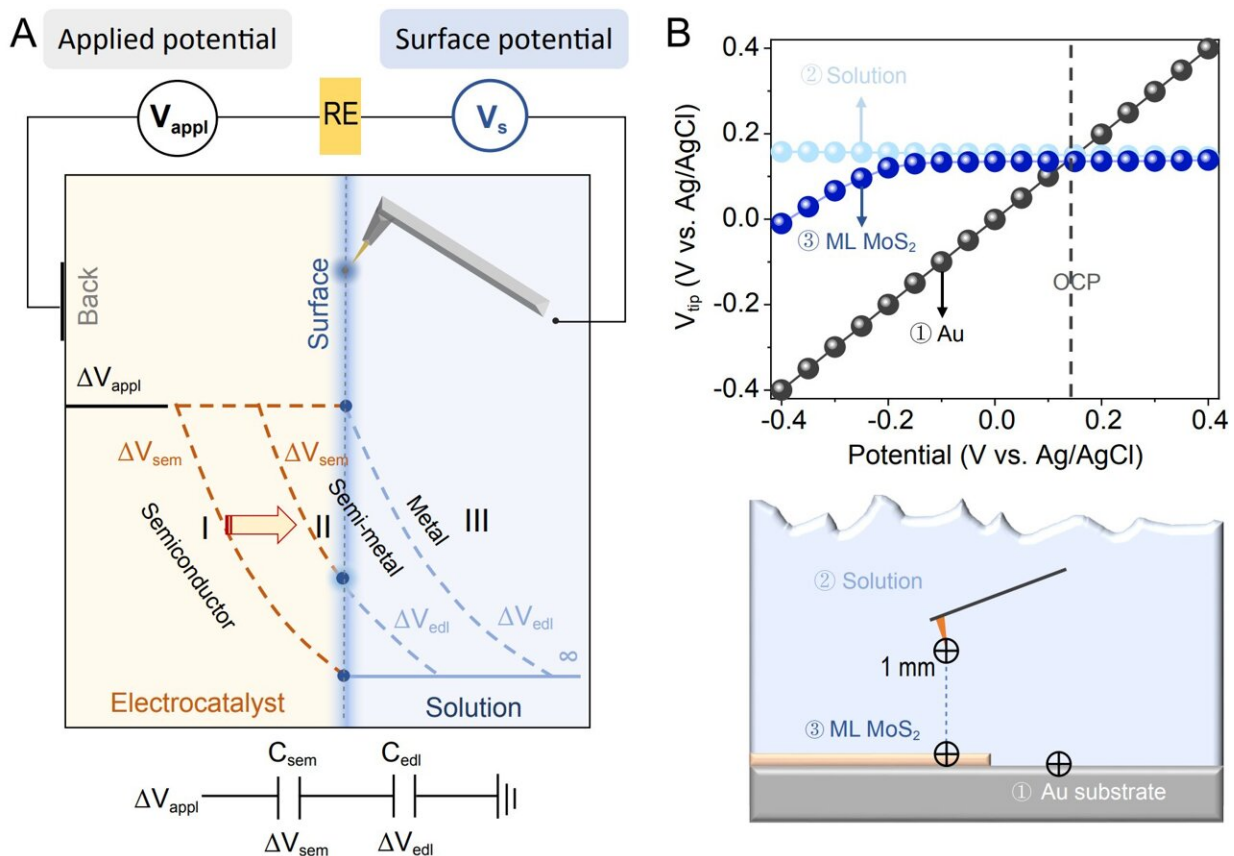 A
Applied potential
Surface potential
V_appl
RE
V_s
Back
Surface
ΔV_appl
ΔV_sem
ΔV_sem
Semiconductor
I
II
Semi-metal
Metal
III
ΔV_edl
ΔV_edl
∞
Electrocatalyst
Solution
C_sem
C_edl
ΔV_appl
ΔV_sem
ΔV_edl
B
V_tip (V vs. Ag/AgCl)
0.4
0.2
0.0
-0.2
-0.4
② Solution
③ ML MoS₂
OCP
① Au
-0.4 -0.2 0.0 0.2 0.4
Potential (V vs. Ag/AgCl)
② Solution
1 mm
③ ML MoS₂
① Au substrate